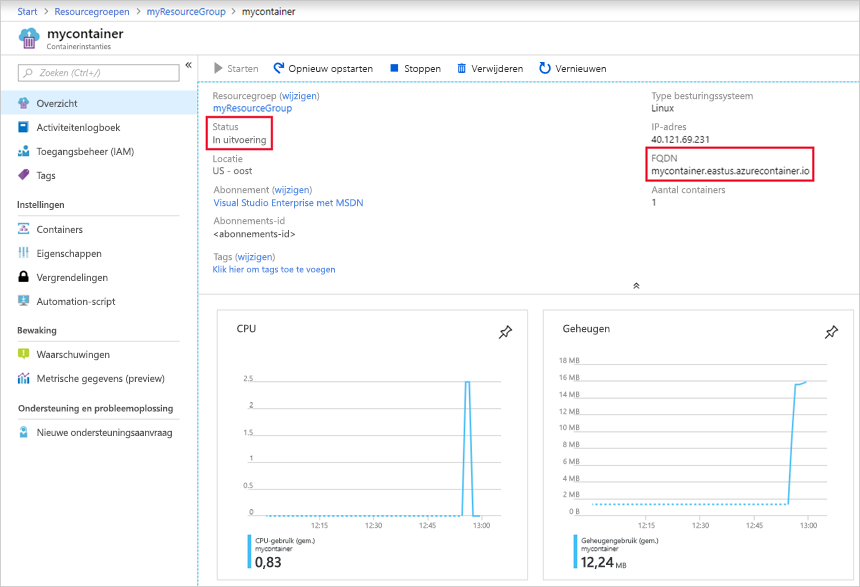 Start > Resourcegroepen > myResourceGroup > mycontainer
mycontainer
Containerinstanties
Zoeken (Ctrl+/)
«
Overzicht
Activiteitenlogboek
Toegangsbeheer (IAM)
Tags
Instellingen
Containers
Eigenschappen
Vergrendelingen
Automation-script
Bewaking
Waarschuwingen
Metrische gegevens (preview)
Ondersteuning en probleemoplossing
Nieuwe ondersteuningsaanvraag
Starten Opnieuw opstarten Stoppen Verwijderen Vernieuwen
Resourcegroep (wijzigen)
myResourceGroup
Status
In uitvoering
Locatie
US - oost
Abonnement (wijzigen)
Visual Studio Enterprise met MSDN
Abonnements-id
<abonnements-id>
Tags (wijzigen)
Klik hier om tags toe te voegen
Type besturingssysteem
Linux
IP-adres
40.121.69.231
FQDN
mycontainer.eastus.azurecontainer.io
Aantal containers
1
CPU
2.5
2
1.5
1
0.5
0
12:15 12:30 12:45 13:00
CPU-gebruik (gem.)
mycontainer
0,83
Geheugen
18 MB
16 MB
14 MB
12 MB
10 MB
8 MB
6 MB
4 MB
2 MB
0 B
12:15 12:30 12:45 13:00
Geheugengebruik (gem.)
mycontainer
12,24 MB